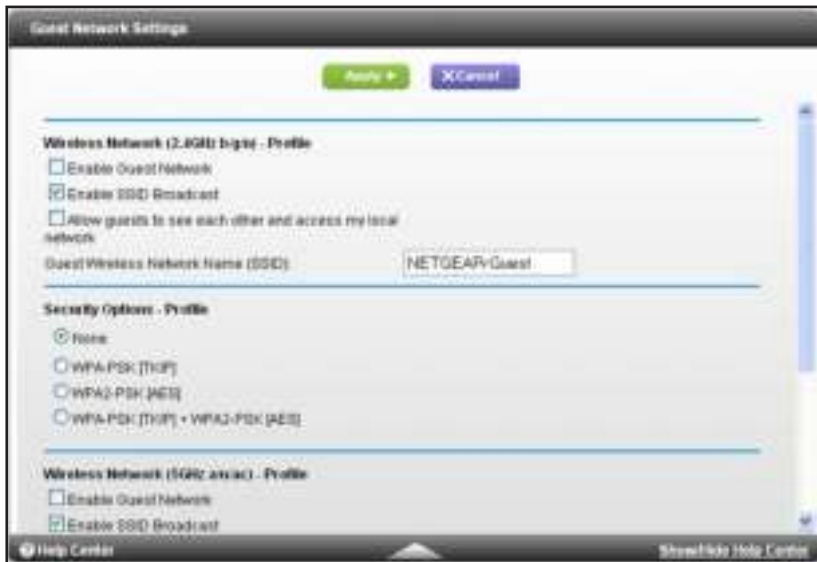 Guest Network Settings
Apply
X Cancel
Wireless Network (2.4GHz b/g/n) - Profile
Enable Guest Network
Enable SSID Broadcast
Allow guests to see each other and access my local
network
Guest Wireless Network Name (SSID):
NETGEAR-Guest
Security Options - Profile
None
WPA-PSK [TKIP]
WPA2-PSK [AES]
WPA-PSK [TKIP] + WPA2-PSK [AES]
Wireless Network (5GHz a/n/ac) - Profile
Enable Guest Network
Enable SSID Broadcast
Help Center
Show/Hide Help Center